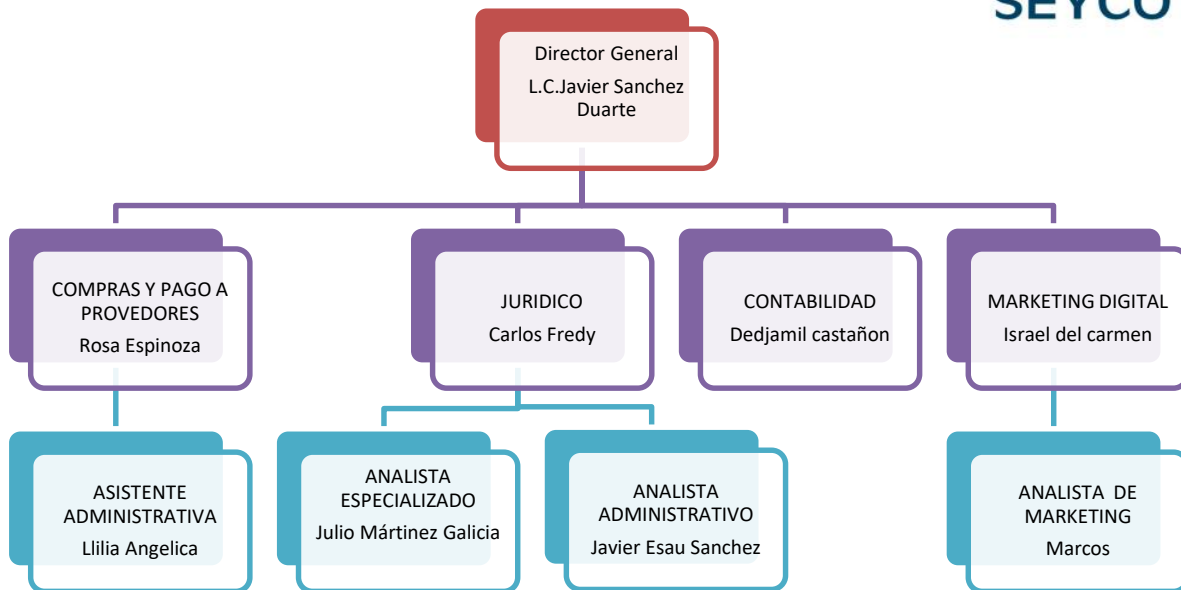 SEYCO
Director General
L.C.Javier Sanchez
Duarte
COMPRAS Y PAGO A
PROVEDORES
Rosa Espinoza
JURIDICO
Carlos Fredy
CONTABILIDAD
Dedjamil castañon
MARKETING DIGITAL
Israel del carmen
ASISTENTE
ADMINISTRATIVA
Llilia Angelica
ANALISTA
ESPECIALIZADO
Julio Mártinez Galicia
ANALISTA
ADMINISTRATIVO
Javier Esau Sanchez
ANALISTA DE
MARKETING
Marcos